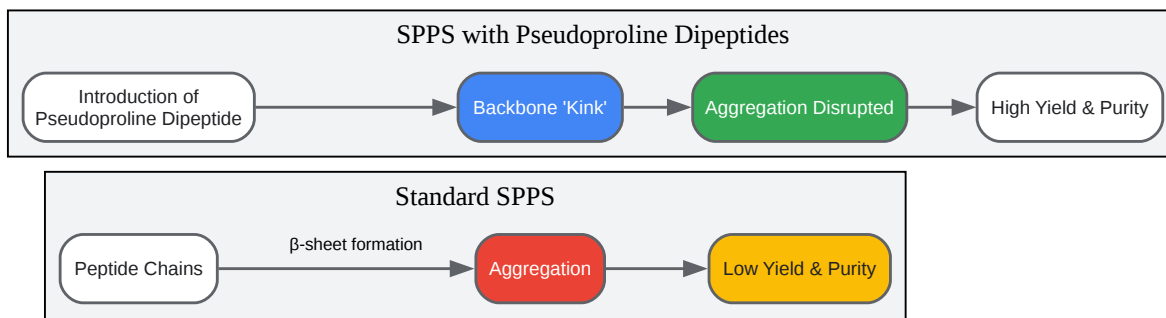 SPPS with Pseudoproline Dipeptides
Introduction of
Pseudoproline Dipeptide
Backbone 'Kink'
Aggregation Disrupted
High Yield & Purity
Standard SPPS
Peptide Chains
β-sheet formation
Aggregation
Low Yield & Purity